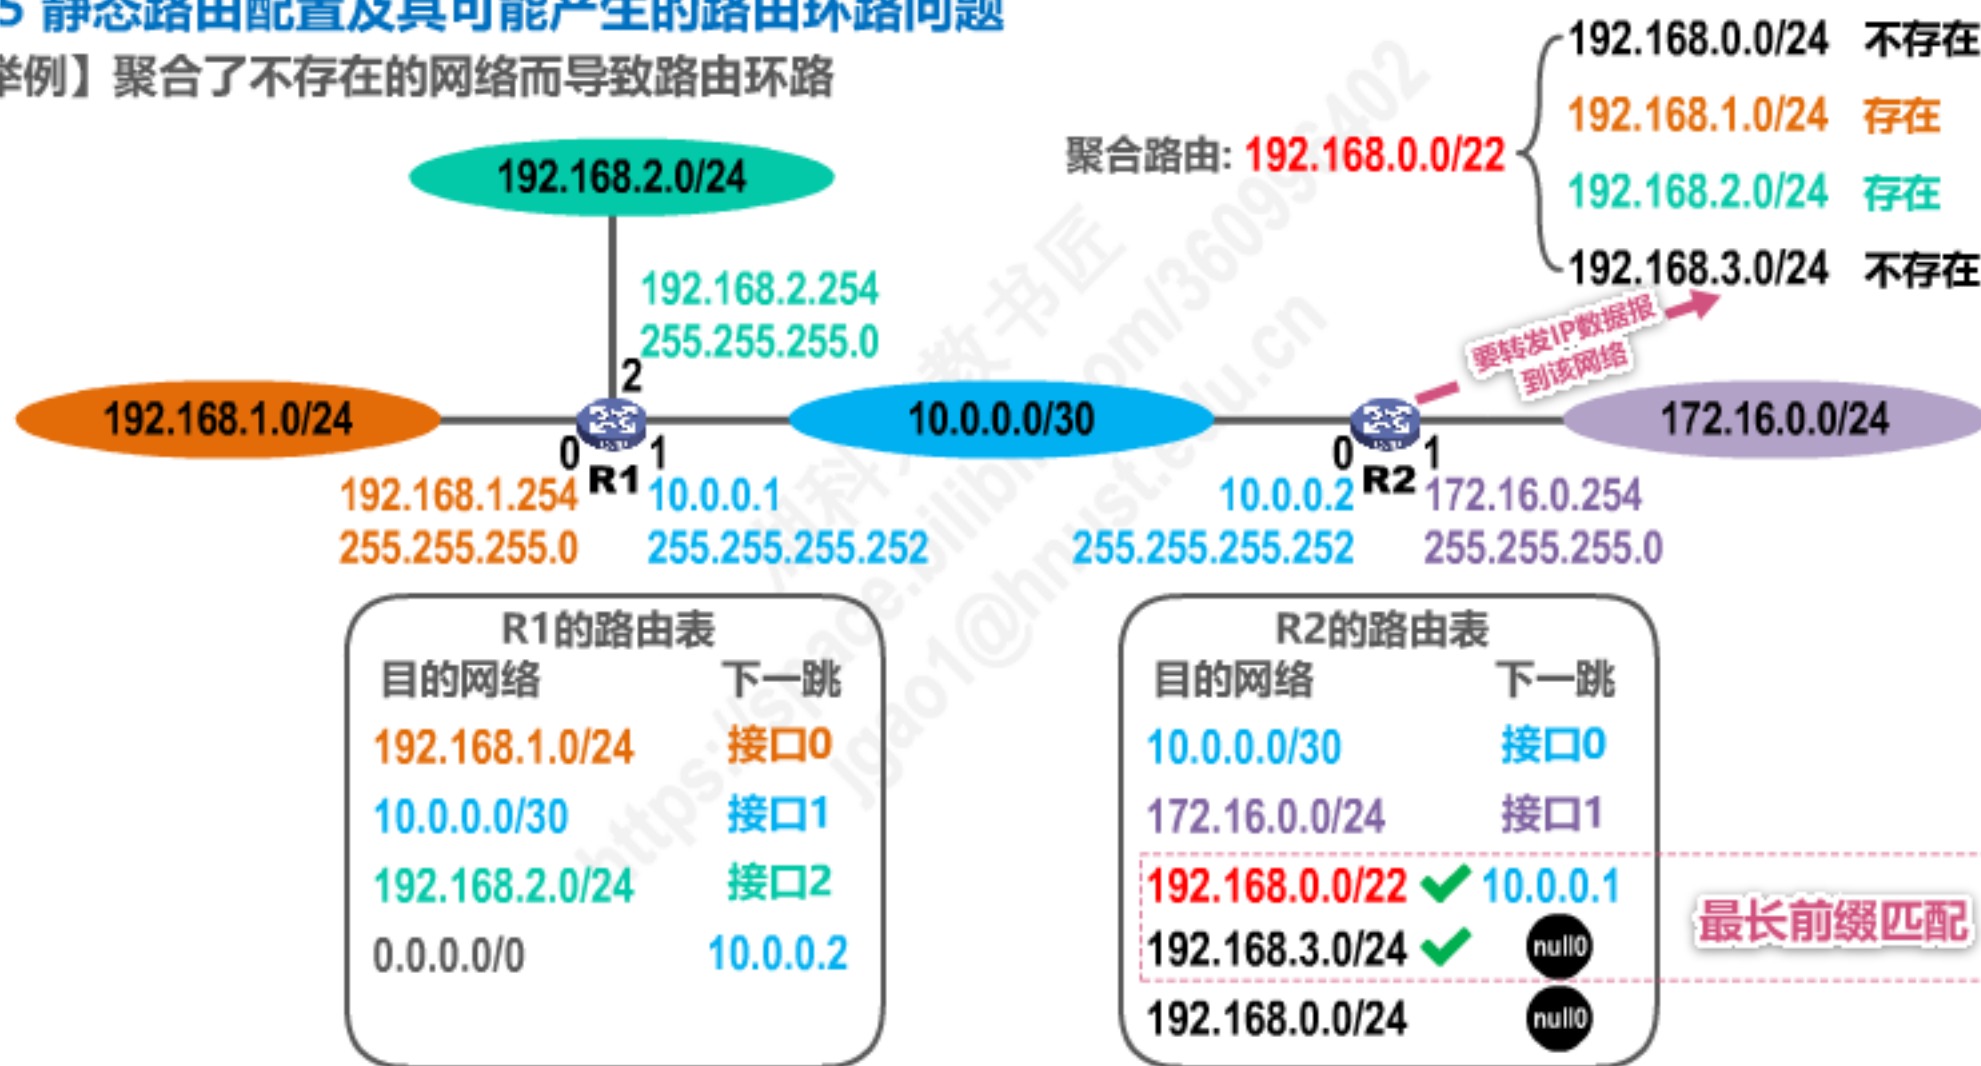 5 静态路由配置及其可能产生的路由环路问题
举例】聚合了不存在的网络而导致路由环路
聚合路由: 192.168.0.0/22
192.168.0.0/24 不存在
192.168.1.0/24 存在
192.168.2.0/24 存在
192.168.3.0/24 不存在
要转发IP数据报
到该网络
192.168.2.0/24
192.168.2.254
255.255.255.0
2
192.168.1.0/24
0
R1
1
10.0.0.0/30
0
R2
1
172.16.0.0/24
192.168.1.254
255.255.255.0
10.0.0.1
255.255.255.252
10.0.0.2
255.255.255.252
172.16.0.254
255.255.255.0
R1的路由表
目的网络 下一跳
192.168.1.0/24 接口0
10.0.0.0/30 接口1
192.168.2.0/24 接口2
0.0.0.0/0 10.0.0.2
R2的路由表
目的网络 下一跳
10.0.0.0/30 接口0
172.16.0.0/24 接口1
192.168.0.0/22 10.0.0.1
192.168.3.0/24 null0
192.168.0.0/24 null0
最长前缀匹配
https://space.bilibili.com/360996402
jgao1@hnust.edu.cn